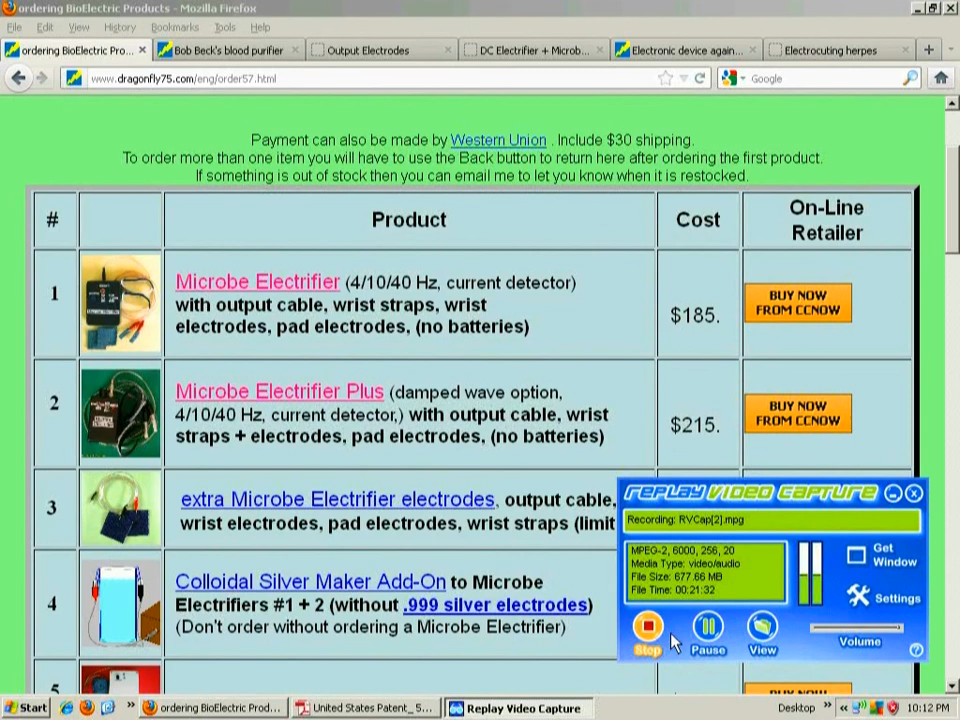 ordering BioElectric Products - Mozilla Firefox
File Edit View History Bookmarks Tools Help
ordering BioElectric Pro... Bob Beck's blood purifier Output Electrodes DC Electrifier + Microb... Electronic device again... Electrocuting herpes
www.dragonfly75.com/eng/order57.html Google
Payment can also be made by Western Union . Include $30 shipping.
To order more than one item you will have to use the Back button to return here after ordering the first product.
If something is out of stock then you can email me to let you know when it is restocked.
# Product Cost On-Line Retailer
1 Microbe Electrifier (4/10/40 Hz, current detector)
with output cable, wrist straps, wrist
electrodes, pad electrodes, (no batteries)
$185.
BUY NOW
FROM CCNOW
2 Microbe Electrifier Plus (damped wave option,
4/10/40 Hz, current detector,) with output cable, wrist
straps + electrodes, pad electrodes, (no batteries)
$215.
BUY NOW
FROM CCNOW
3 extra Microbe Electrifier electrodes, output cable,
wrist electrodes, pad electrodes, wrist straps (limit
4 Colloidal Silver Maker Add-On to Microbe
Electrifiers #1 + 2 (without .999 silver electrodes)
(Don't order without ordering a Microbe Electrifier)
5
BUY NOW
REPLAY VIDEO CAPTURE
Recording: RVCap[2].mpg
MPEG-2, 6000, 256, 20
Media Type: video/audio
File Size: 677.66 MB
File Time: 00:21:32
Get
Window
Settings
Stop Pause View Volume
Start ordering BioElectric Prod... United States Patent_ 5... Replay Video Capture Desktop 10:12 PM